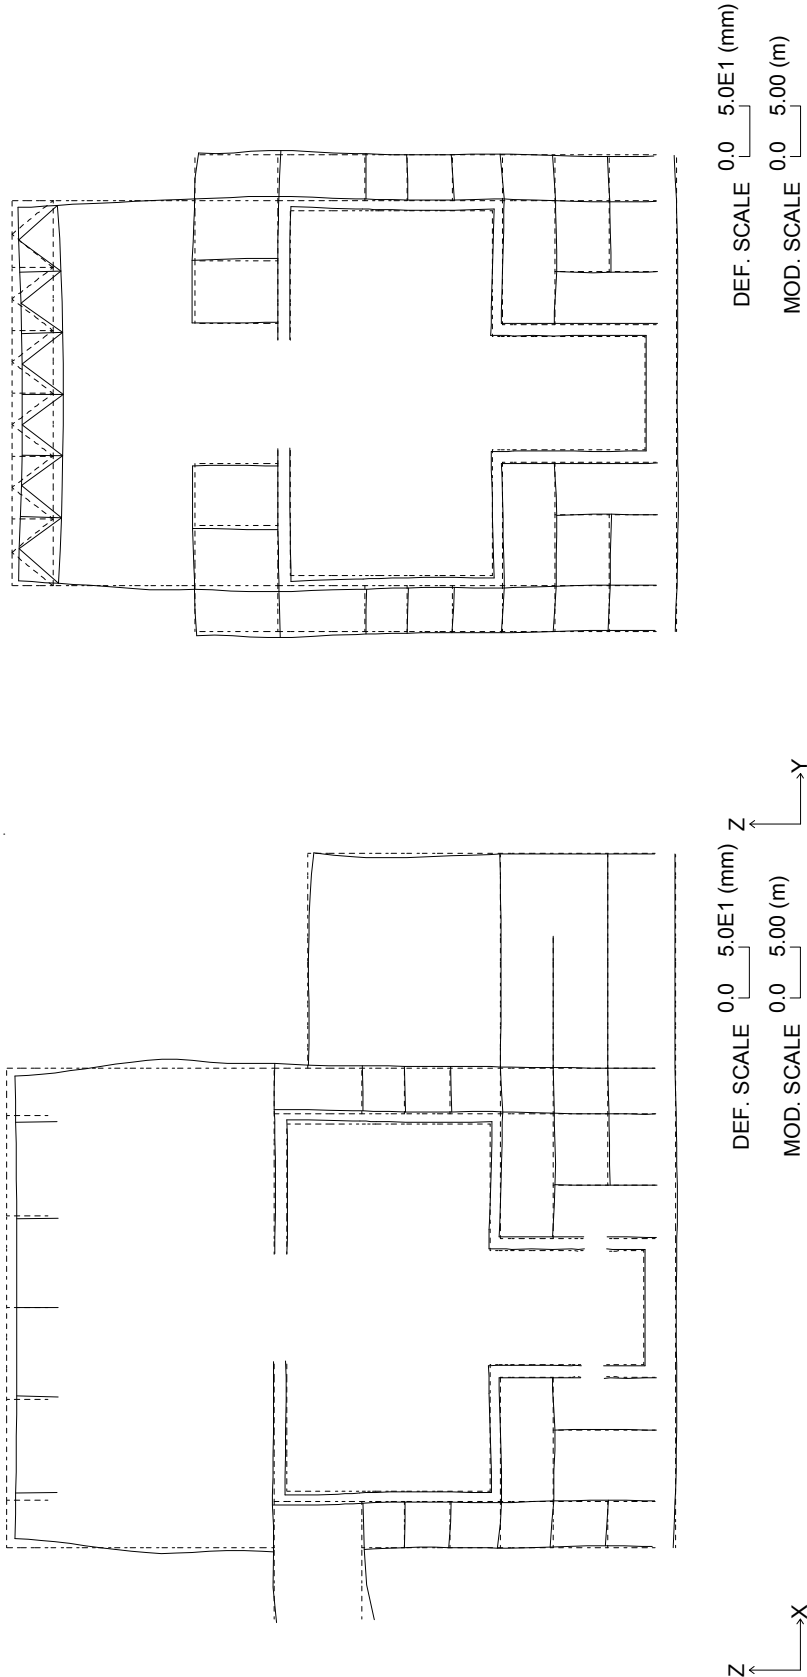 DEF. SCALE 0.0 5.0E1 (mm)
MOD. SCALE 0.0 5.00 (m)
Z
Y
DEF. SCALE 0.0 5.0E1 (mm)
MOD. SCALE 0.0 5.00 (m)
Z
X